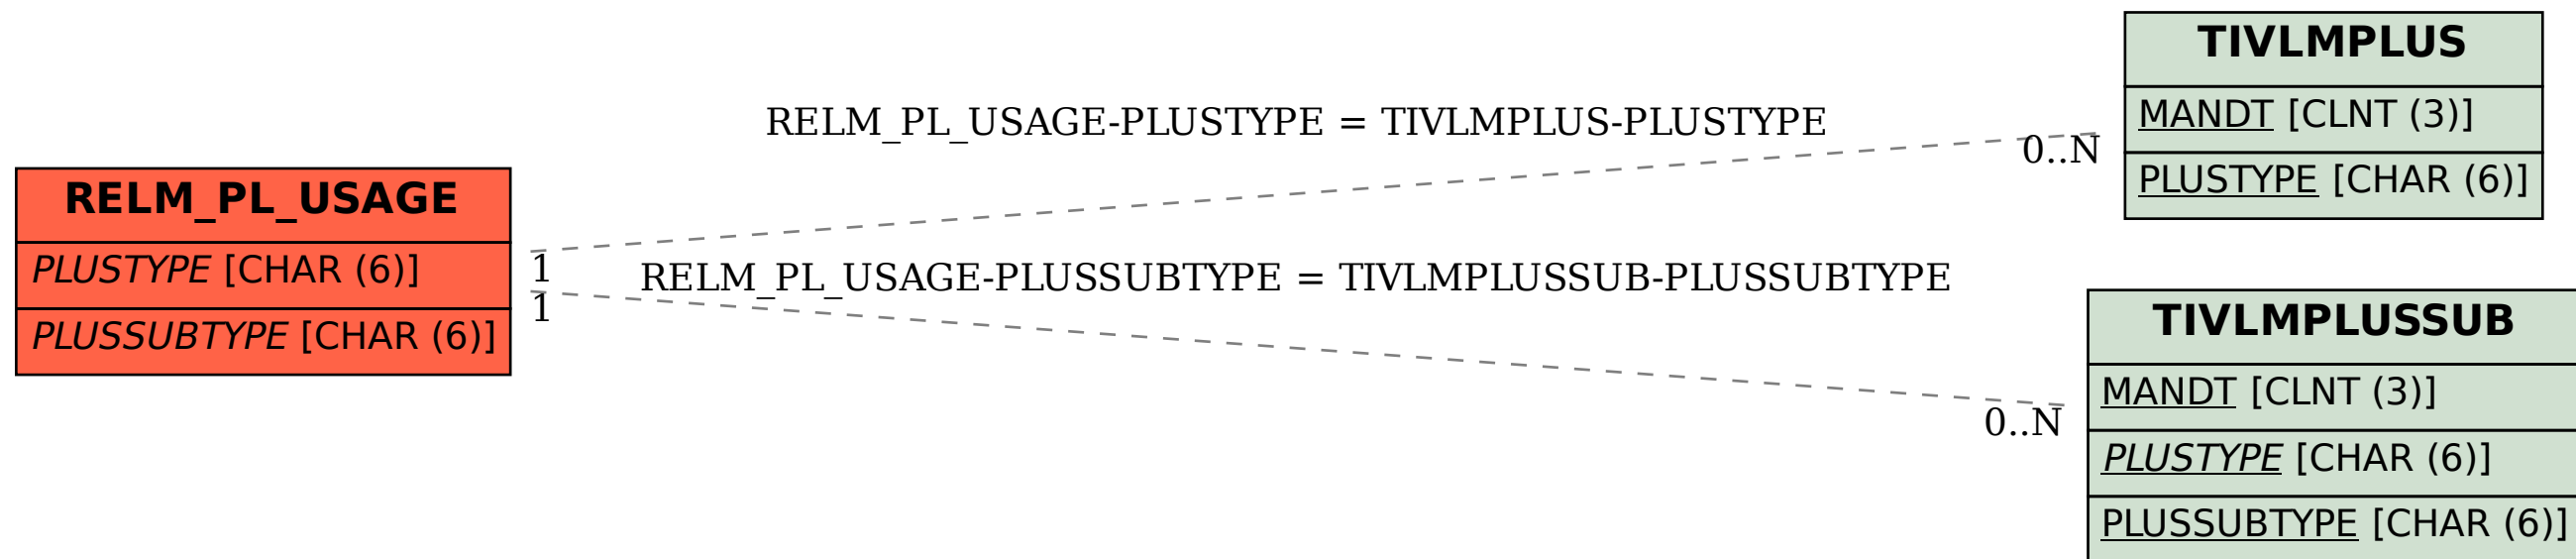 RELM_PL_USAGE
PLUSTYPE [CHAR (6)]
PLUSSUBTYPE [CHAR (6)]
RELM_PL_USAGE-PLUSTYPE = TIVLMPLUS-PLUSTYPE
1
0..N
RELM_PL_USAGE-PLUSSUBTYPE = TIVLMPLUSSUB-PLUSSUBTYPE
1
0..N
TIVLMPLUS
MANDT [CLNT (3)]
PLUSTYPE [CHAR (6)]
TIVLMPLUSSUB
MANDT [CLNT (3)]
PLUSTYPE [CHAR (6)]
PLUSSUBTYPE [CHAR (6)]